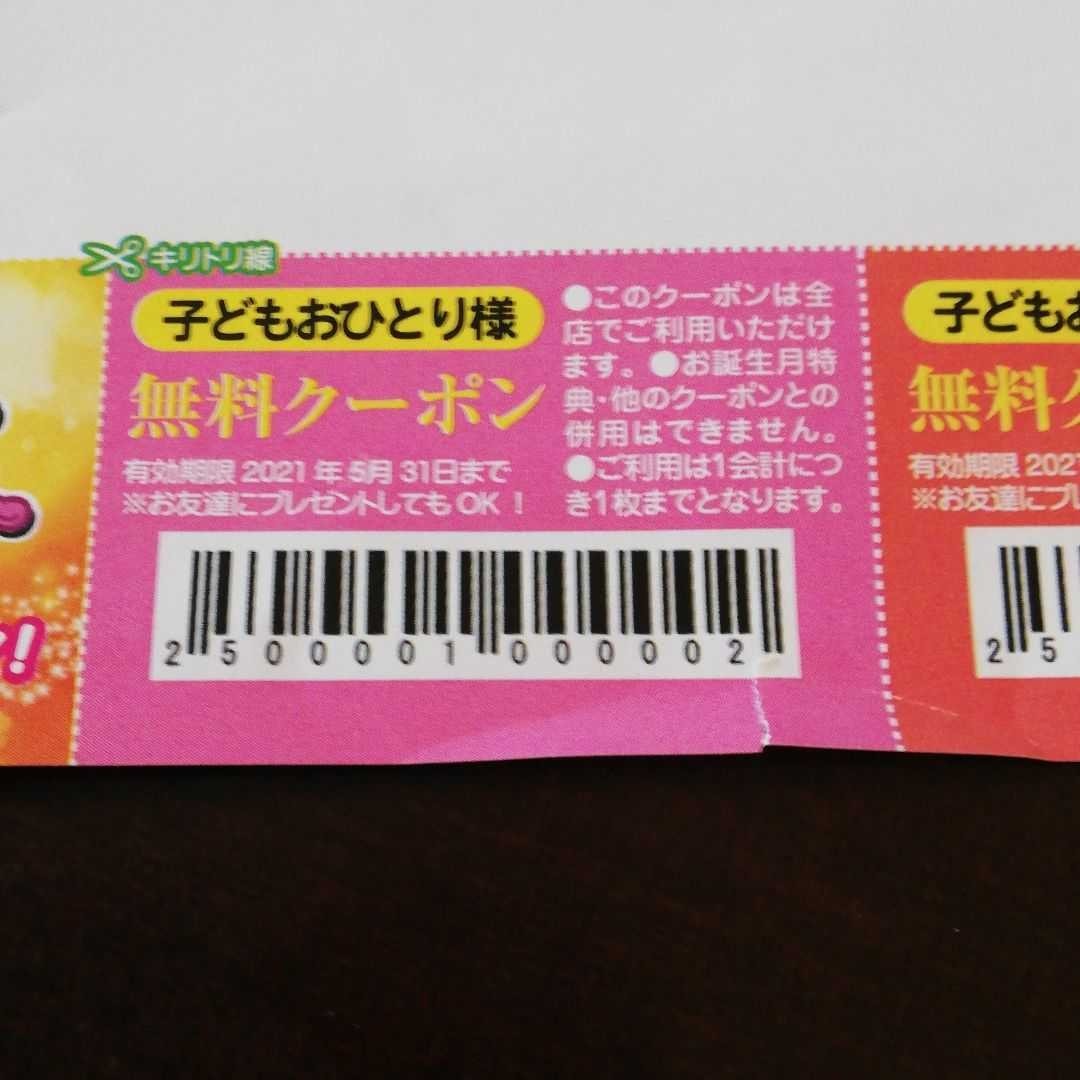 キリトリ線
子どもおひとり様
無料クーポン
有効期限 2021年5月31日まで
※お友達にプレゼントしてもOK!
●このクーポンは全
店でご利用いただけ
ます。●お誕生月特
典・他のクーポンとの
併用はできません。
●ご利用は1会計につ
き1枚までとなります。
2 500001 000002
子どもお
無料ク
有効期限 202
※お友達にプレ
2 5
!